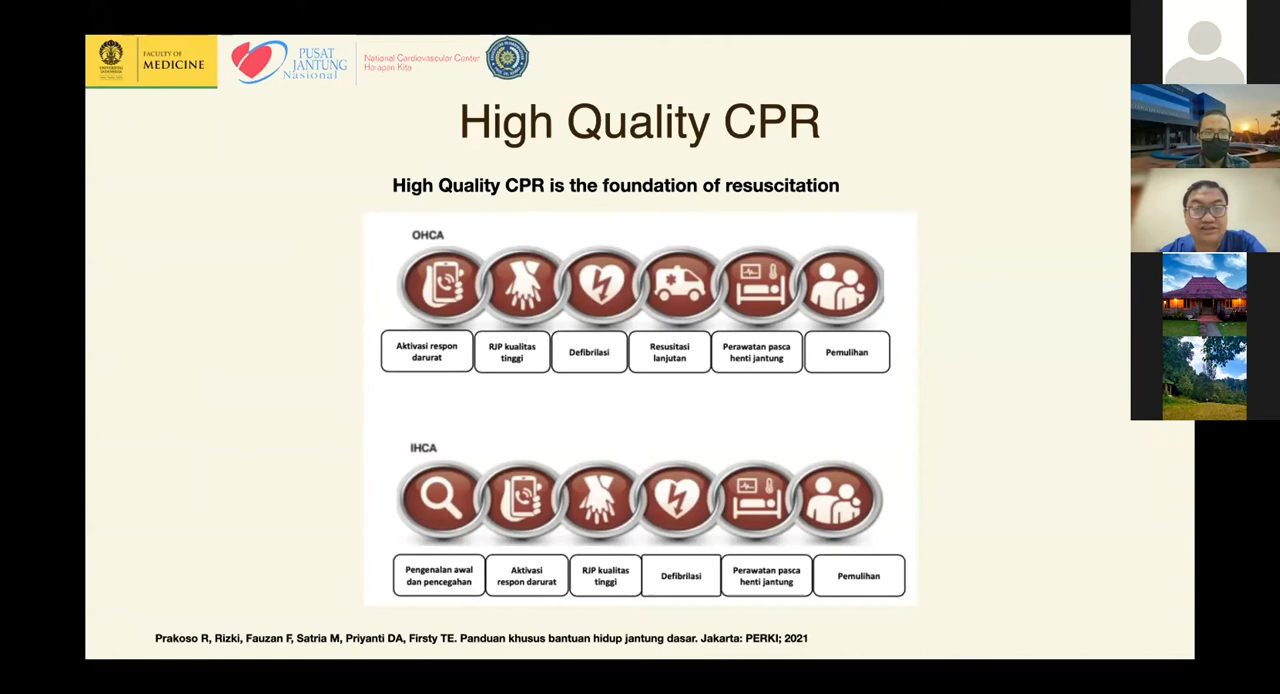 FACULTY OF
MEDICINE
UNIVERSITAS
INDONESIA
PUSAT
JANTUNG
Nasional
National Cardiovascular Center
Harapan Kita
High Quality CPR
High Quality CPR is the foundation of resuscitation
OHCA
Aktivasi respon
darurat
RJP kualitas
tinggi
Defibrilasi
Resusitasi
lanjutan
Perawatan pasca
henti jantung
Pemulihan
IHCA
Pengenalan awal
dan pencegahan
Aktivasi
respon darurat
RJP kualitas
tinggi
Defibrilasi
Perawatan pasca
henti jantung
Pemulihan
Prakoso R, Rizki, Fauzan F, Satria M, Priyanti DA, Firsty TE. Panduan khusus bantuan hidup jantung dasar. Jakarta: PERKI; 2021